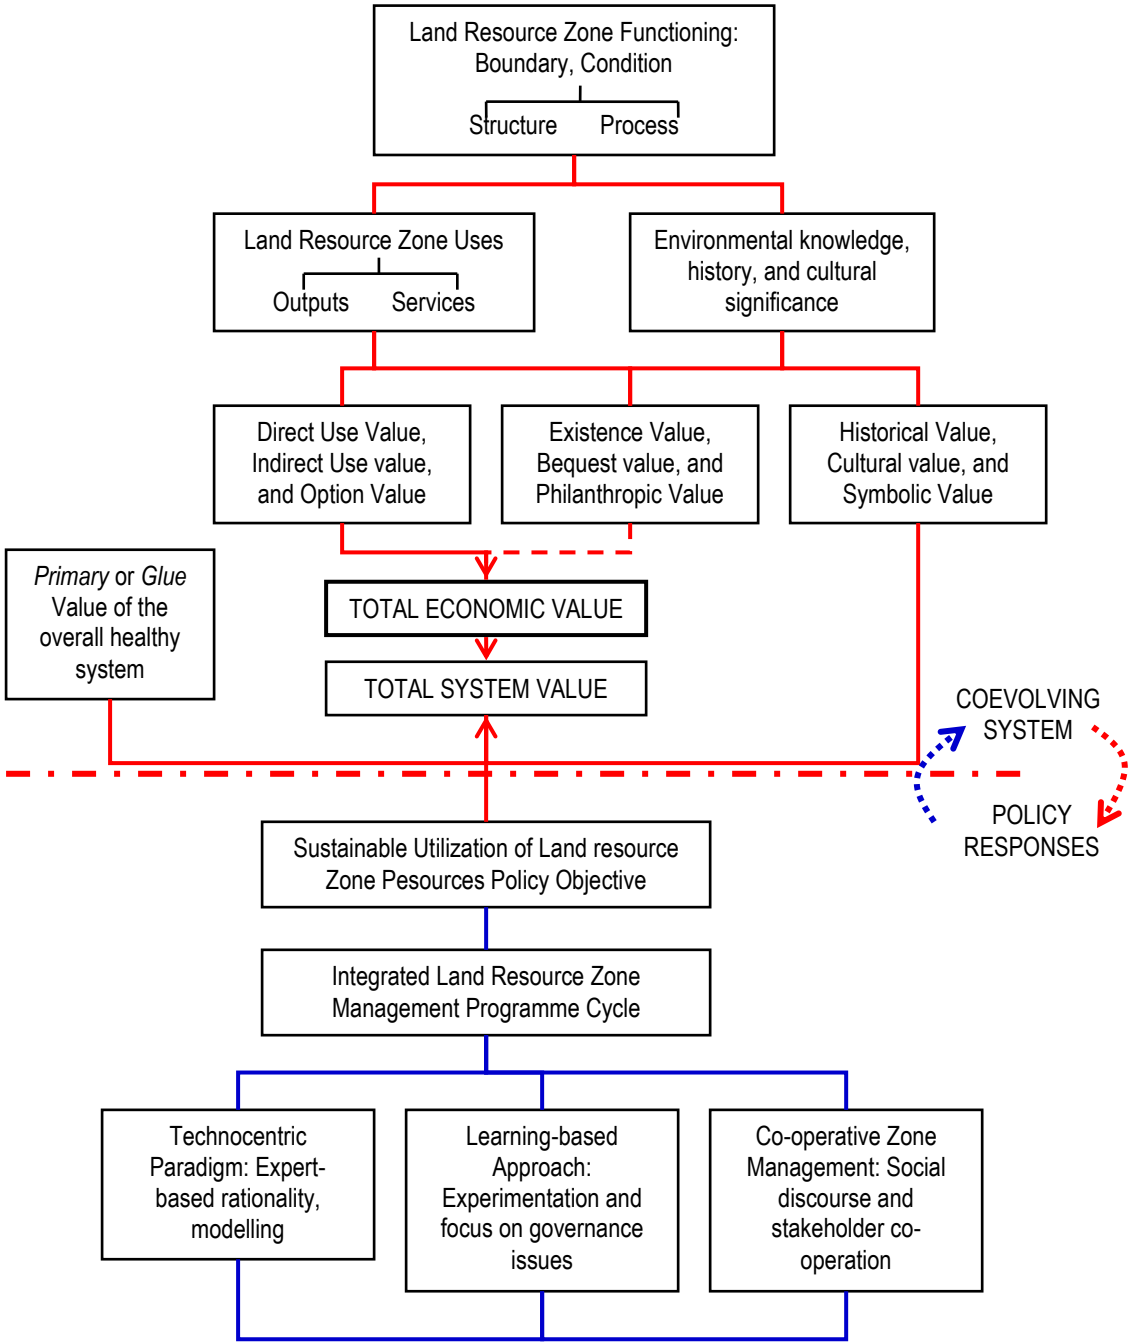 Land Resource Zone Functioning:
Boundary, Condition
Structure Process
Land Resource Zone Uses
Outputs Services
Environmental knowledge,
history, and cultural
significance
Direct Use Value,
Indirect Use value,
and Option Value
Existence Value,
Bequest value, and
Philanthropic Value
Historical Value,
Cultural value, and
Symbolic Value
Primary or Glue
Value of the
overall healthy
system
TOTAL ECONOMIC VALUE
TOTAL SYSTEM VALUE
COEVOLVING
SYSTEM
POLICY
RESPONSES
Sustainable Utilization of Land resource
Zone Pesources Policy Objective
Integrated Land Resource Zone
Management Programme Cycle
Technocentric
Paradigm: Expert-
based rationality,
modelling
Learning-based
Approach:
Experimentation and
focus on governance
issues
Co-operative Zone
Management: Social
discourse and
stakeholder co-
operation